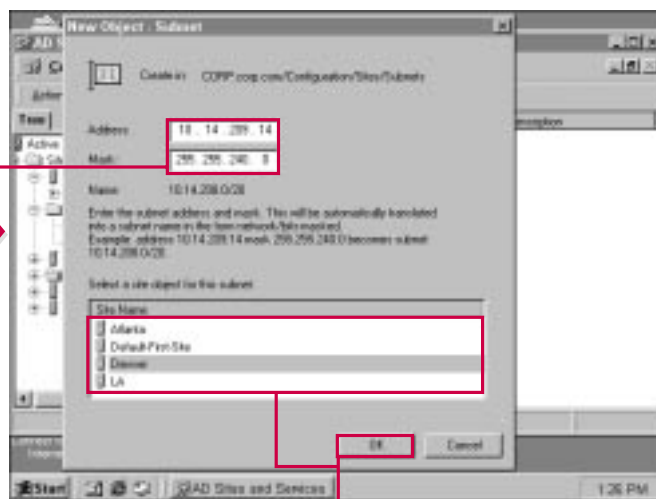 New Object - Subnet
AD S
Create in: CORP.corp.com/Configuration/Sites/Subnets
Tree
Address: 10 . 14 . 209 . 14
Mask: 255 . 255 . 240 . 0
Name: 10.14.208.0/20
Active
Enter the subnet address and mask. This will be automatically translated
into a subnet name in the form network/bits masked.
Example: address 10.14.209.14 mask 255.255.240.0 becomes subnet
10.14.208.0/20.
Select a site object for this subnet.
Site Name
Atlanta
Default-First-Site
Denver
LA
OK
Cancel
Start
AD Sites and Services
1:26 PM